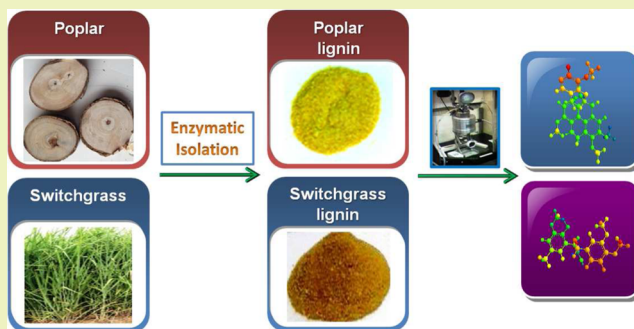 Poplar
Enzymatic
Isolation
Poplar
lignin
Switchgrass
Switchgrass
lignin